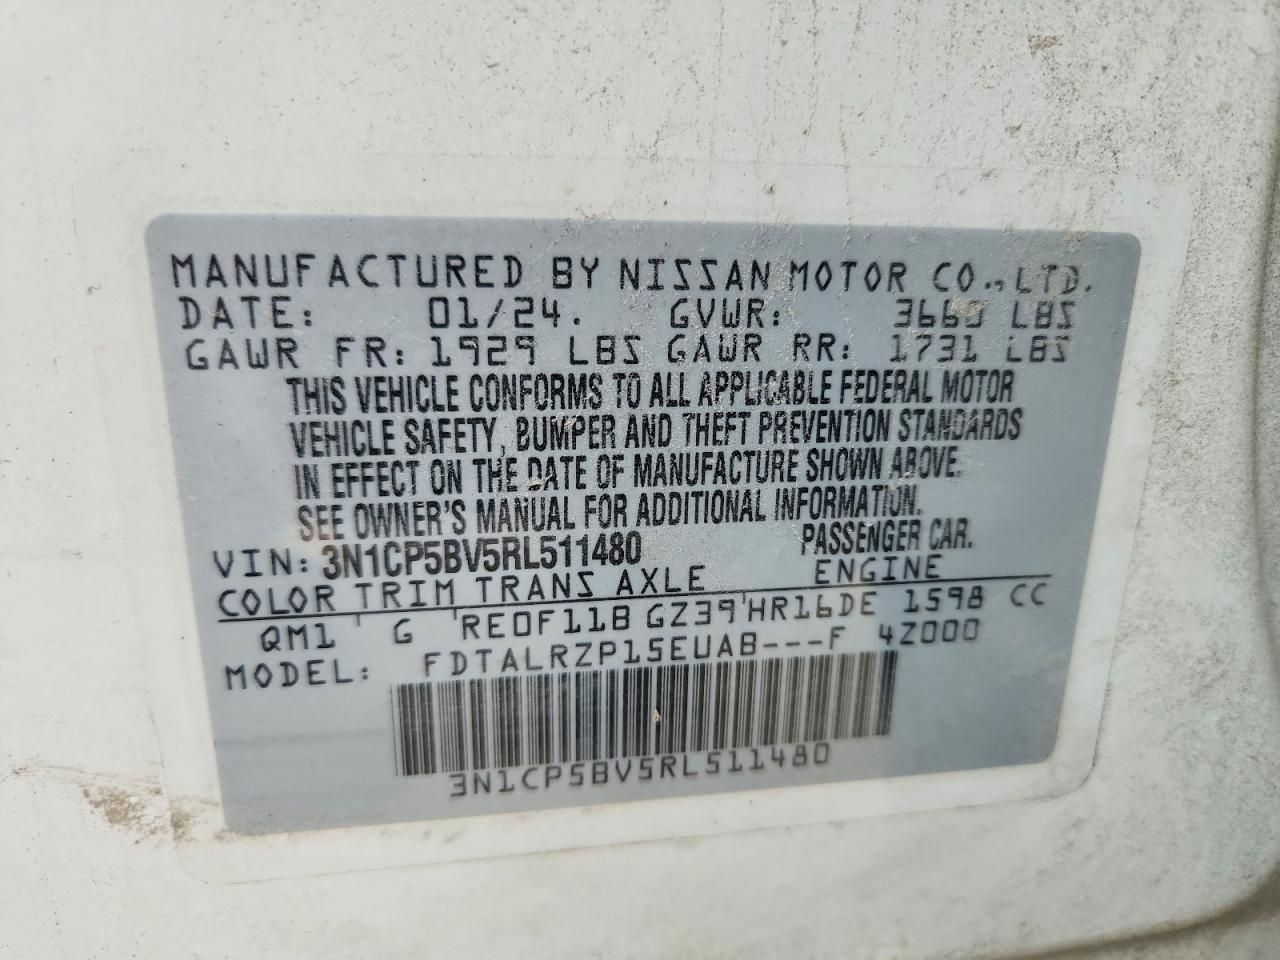 MANUFACTURED BY NISSAN MOTOR CO., LTD.
DATE: 01/24. GVWR: LBS
GAWR FR: 1929 LBS GAWR RR: 1731 LBS
THIS VEHICLE CONFORMS TO ALL APPLICABLE FEDERAL MOTOR
VEHICLE SAFETY, BUMPER AND THEFT PREVENTION STANDARDS
IN EFFECT ON THE DATE OF MANUFACTURE SHOWN ABOVE.
SEE OWNER'S MANUAL FOR ADDITIONAL INFORMATION.
VIN: 3N1CP5BV5RL511480 PASSENGER CAR.
COLOR TRIM TRANS AXLE ENGINE
QM1 ' G 'RE0F11B GZ39'HR16DE 1598 CC
MODEL: FDTALRZP15EUAB---F 4Z000
3N1CP5BV5RL511480